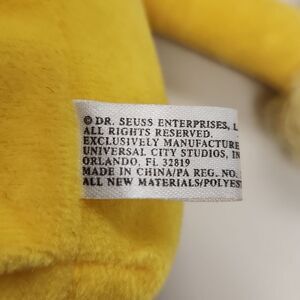 © DR. SEUSS ENTERPRISES, L
ALL RIGHTS RESERVED.
EXCLUSIVELY MANUFACTURE
UNIVERSAL CITY STUDIOS, IN
ORLANDO, FL 32819
MADE IN CHINA/PA REG. NO.
ALL NEW MATERIALS/POLYES